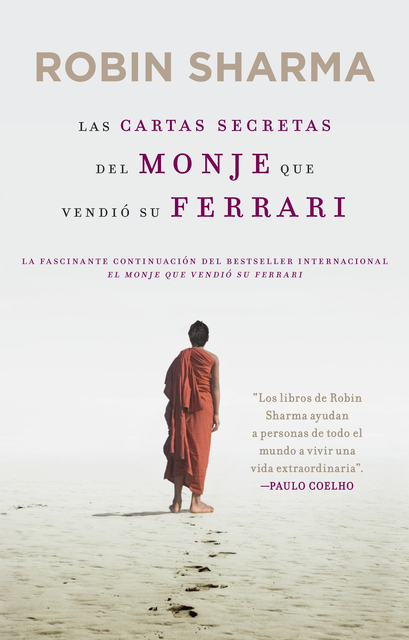 ROBIN SHARMA
LAS CARTAS SECRETAS
DEL MONJE QUE
VENDIÓ SU FERRARI
LA FASCINANTE CONTINUACIÓN DEL BESTSELLER INTERNACIONAL
EL MONJE QUE VENDIÓ SU FERRARI
"Los libros de Robin
Sharma ayudan
a personas de todo el
mundo a vivir una
vida extraordinaria".
—PAULO COELHO